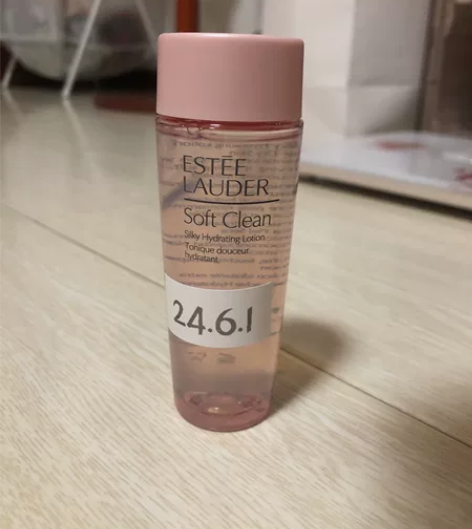 ESTĒE
LAUDER
Soft Clean
Silky Hydrating Lotion
Tonique douceur
hydratant
24.6.1